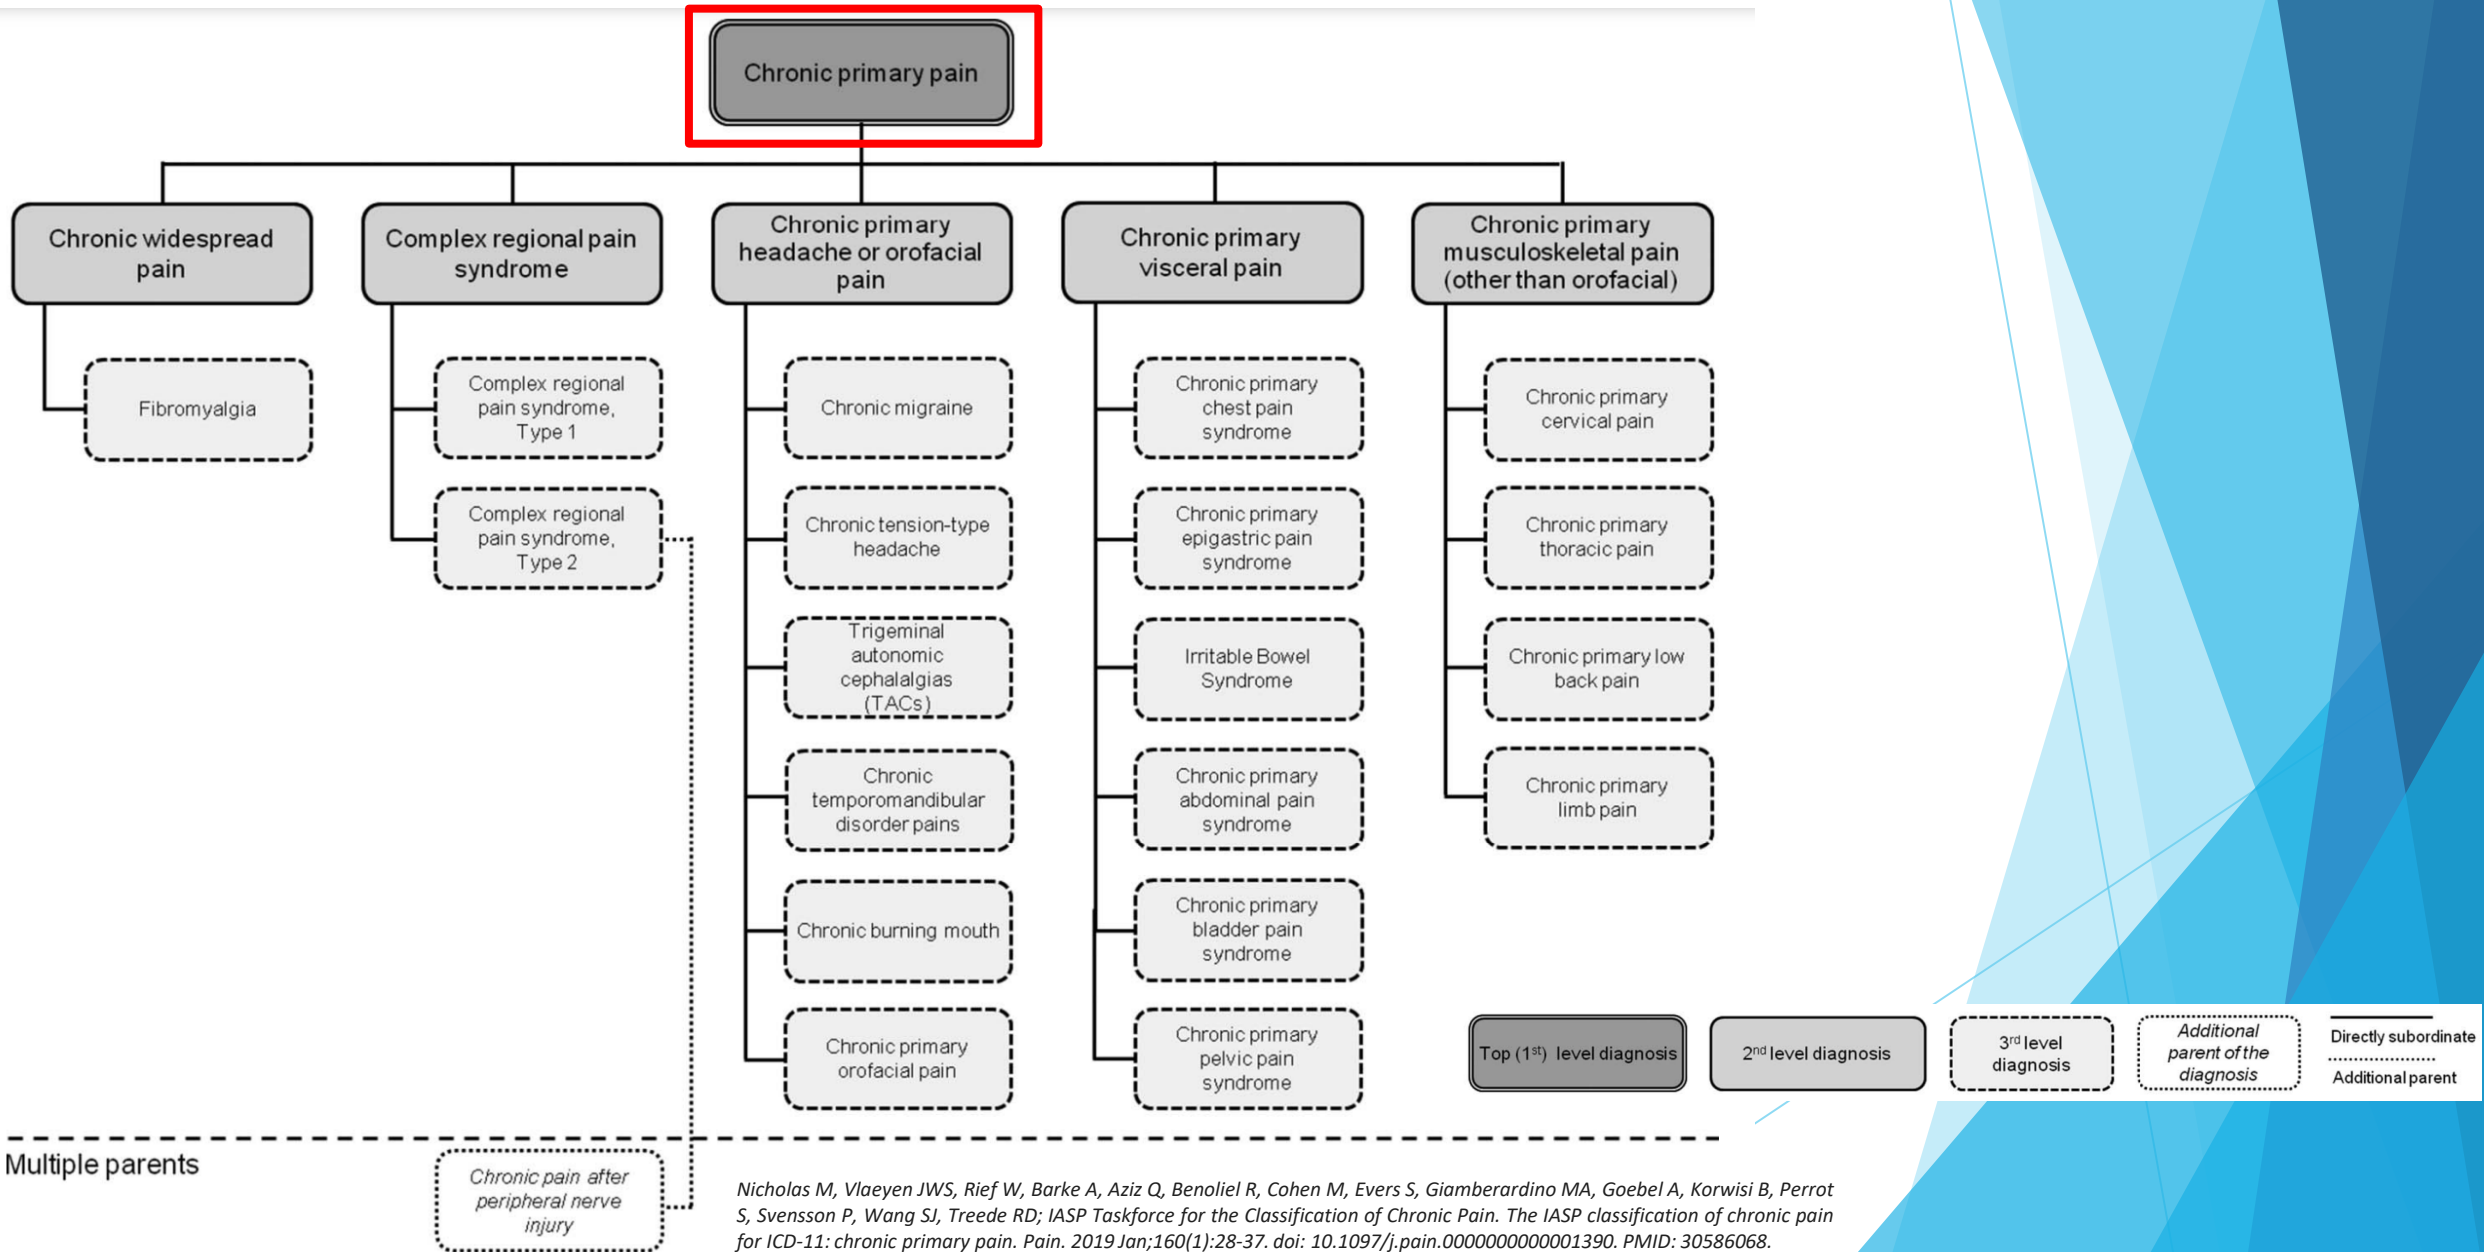 Chronic primary pain
Chronic widespread
pain
Complex regional pain
syndrome
Chronic primary
headache or orofacial
pain
Chronic primary
visceral pain
Chronic primary
musculoskeletal pain
(other than orofacial)
Fibromyalgia
Complex regional
pain syndrome,
Type 1
Complex regional
pain syndrome,
Type 2
Chronic migraine
Chronic tension-type
headache
Trigeminal
autonomic
cephalalgias
(TACs)
Chronic
temporomandibular
disorder pains
Chronic burning mouth
Chronic primary
orofacial pain
Chronic primary
chest pain
syndrome
Chronic primary
epigastric pain
syndrome
Irritable Bowel
Syndrome
Chronic primary
abdominal pain
syndrome
Chronic primary
bladder pain
syndrome
Chronic primary
pelvic pain
syndrome
Chronic primary
cervical pain
Chronic primary
thoracic pain
Chronic primary low
back pain
Chronic primary
limb pain
Top (1st) level diagnosis
2nd level diagnosis
3rd level
diagnosis
Additional
parent of the
diagnosis
Directly subordinate
Additional parent
Multiple parents
Chronic pain after
peripheral nerve
injury
Nicholas M, Vlaeyen JWS, Rief W, Barke A, Aziz Q, Benoliel R, Cohen M, Evers S, Giamberardino MA, Goebel A, Korwisi B, Perrot
S, Svensson P, Wang SJ, Treede RD; IASP Taskforce for the Classification of Chronic Pain. The IASP classification of chronic pain
for ICD-11: chronic primary pain. Pain. 2019 Jan;160(1):28-37. doi: 10.1097/j.pain.0000000000001390. PMID: 30586068.